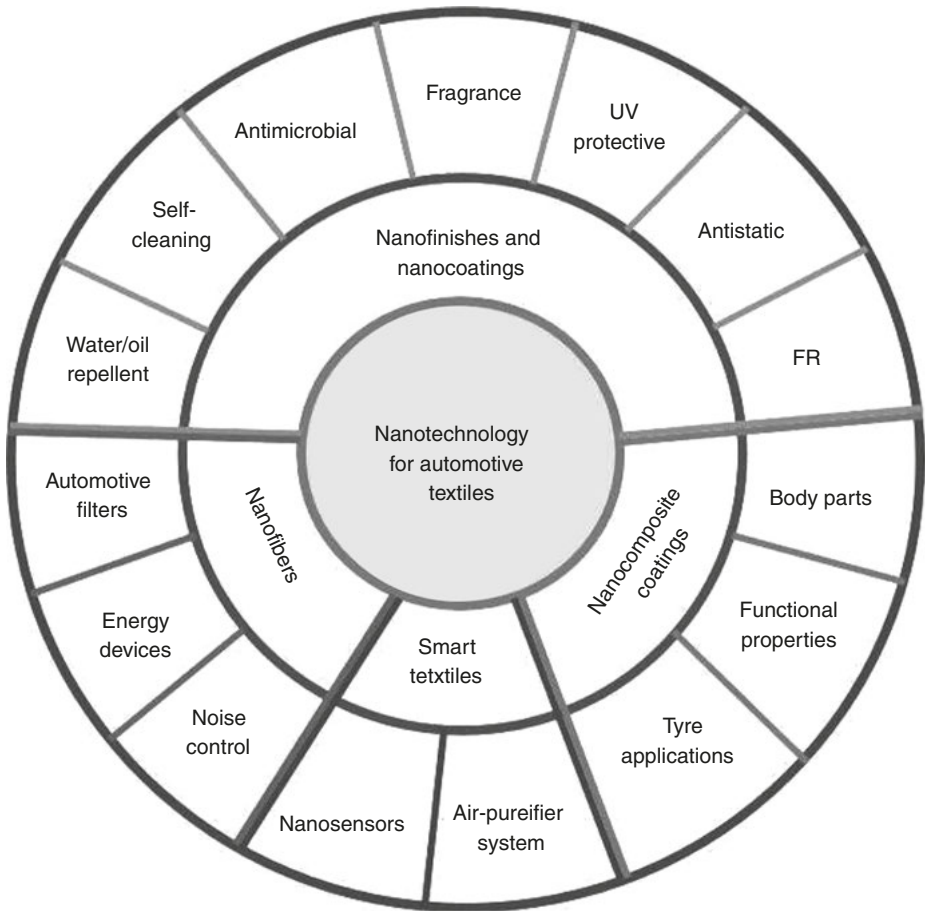 Nanotechnology
for automotive
textiles
Nanofinishes and
nanocoatings
Water/oil
repellent
Self-
cleaning
Antimicrobial
Fragrance
UV
protective
Antistatic
FR
Nanocomposite
coatings
Body parts
Functional
properties
Tyre
applications
Smart
tetxtiles
Air-pureifier
system
Nanosensors
Nanofibers
Noise
control
Energy
devices
Automotive
filters